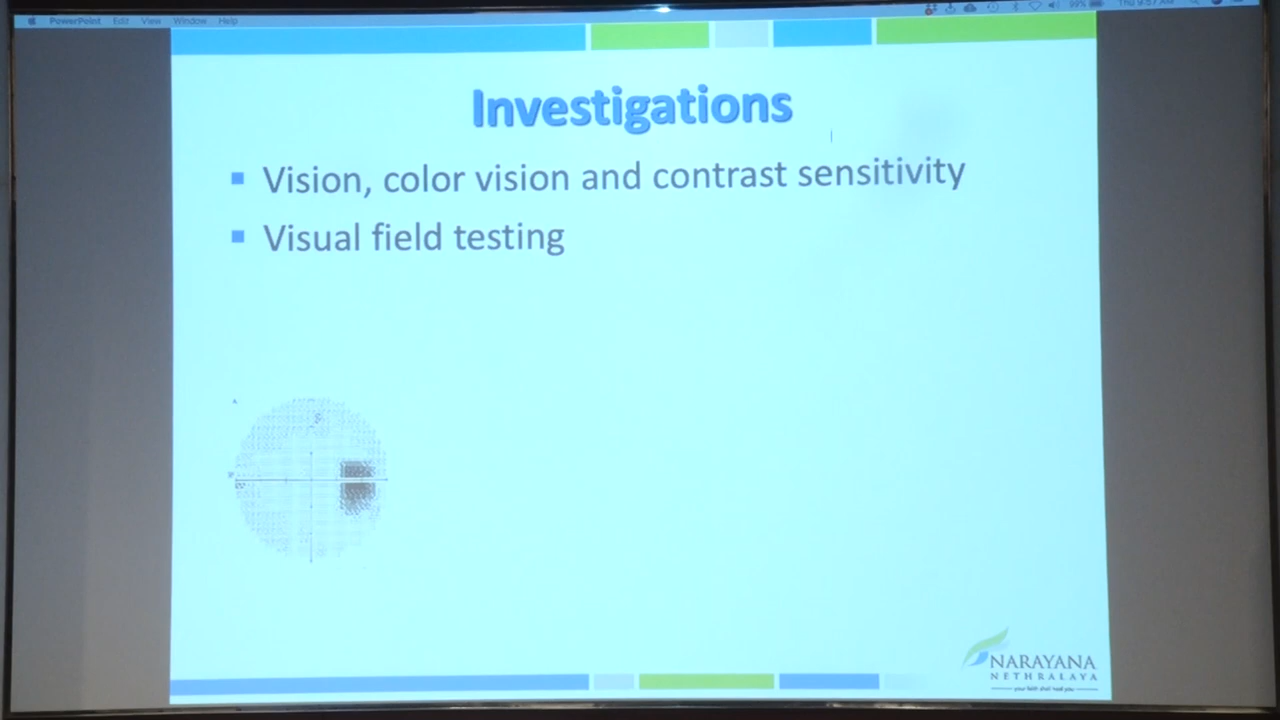 PowerPoint Edit View Window Help
99%
Investigations
Vision, color vision and contrast sensitivity
Visual field testing
NARAYANA
NETHRALAYA
your faith shall heal you